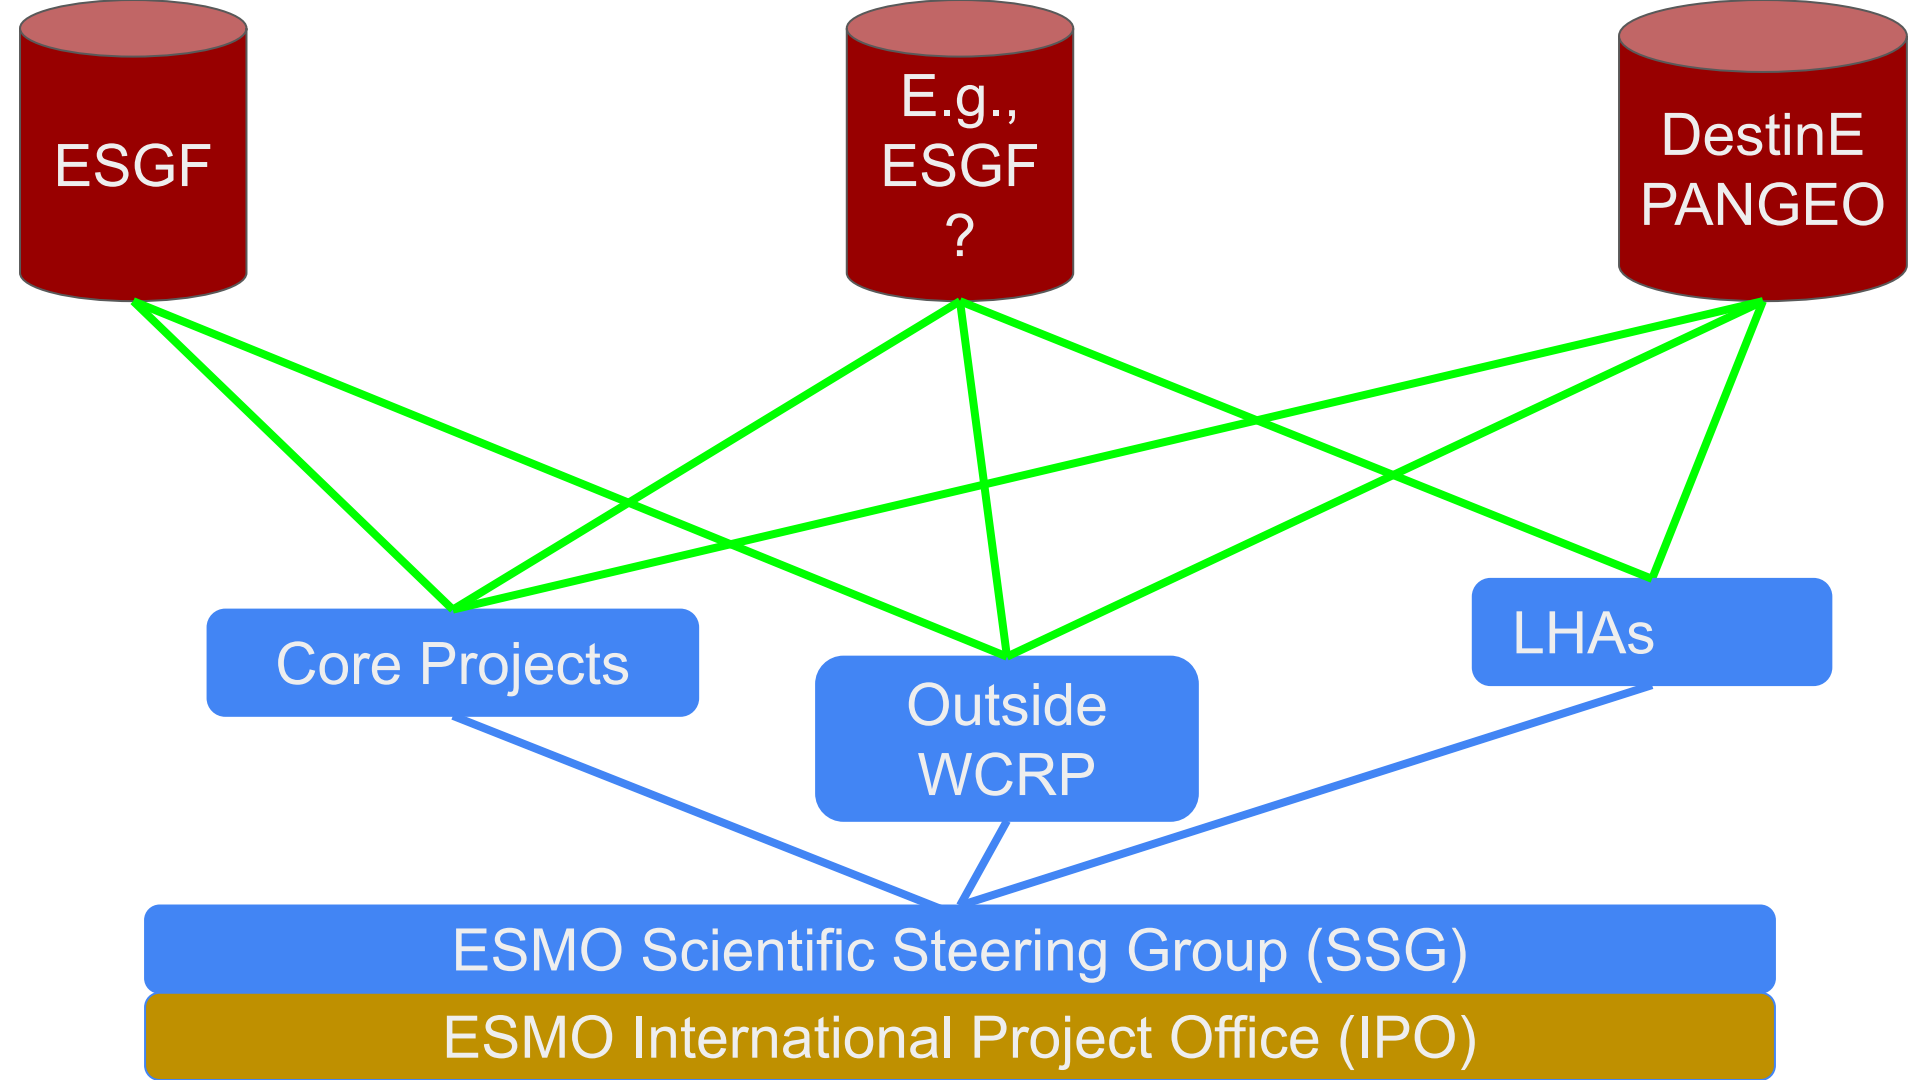 ESGF
E.g.,
ESGF
?
DestinE
PANGEO
Core Projects
Outside
WCRP
LHAs
ESMO Scientific Steering Group (SSG)
ESMO International Project Office (IPO)